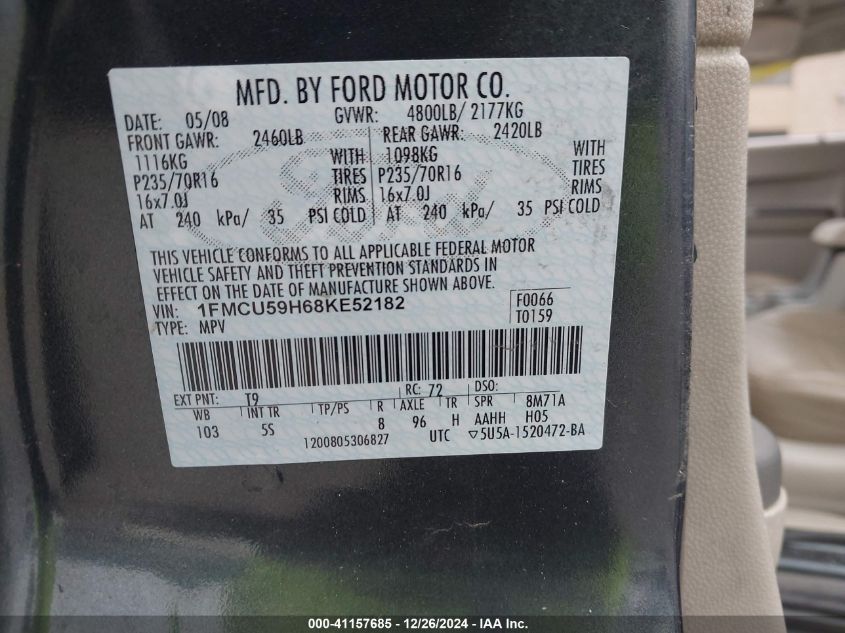 MFD. BY FORD MOTOR CO.
DATE: 05/08 GVWR: 4800LB/ 2177KG
FRONT GAWR: 2460LB REAR GAWR: 2420LB
1116KG WITH 1098KG WITH
P235/70R16 TIRES P235/70R16 TIRES
16x7.0J RIMS 16x7.0J RIMS
AT 240 kPa/ 35 PSI COLD AT 240 kPa/ 35 PSI COLD
THIS VEHICLE CONFORMS TO ALL APPLICABLE FEDERAL MOTOR
VEHICLE SAFETY AND THEFT PREVENTION STANDARDS IN
EFFECT ON THE DATE OF MANUFACTURE SHOWN ABOVE.
VIN: 1FMCU59H68KE52182 F0066
TYPE: MPV T0159
EXT PNT: T9 RC: 72 DSO:
WB INT TR TP/PS R AXLE TR SPR 8M71A
103 5S 8 96 H AAHH H05
1200805306827 UTC ▽5U5A-1520472-BA
000-41157685 - 12/26/2024 - IAA Inc.